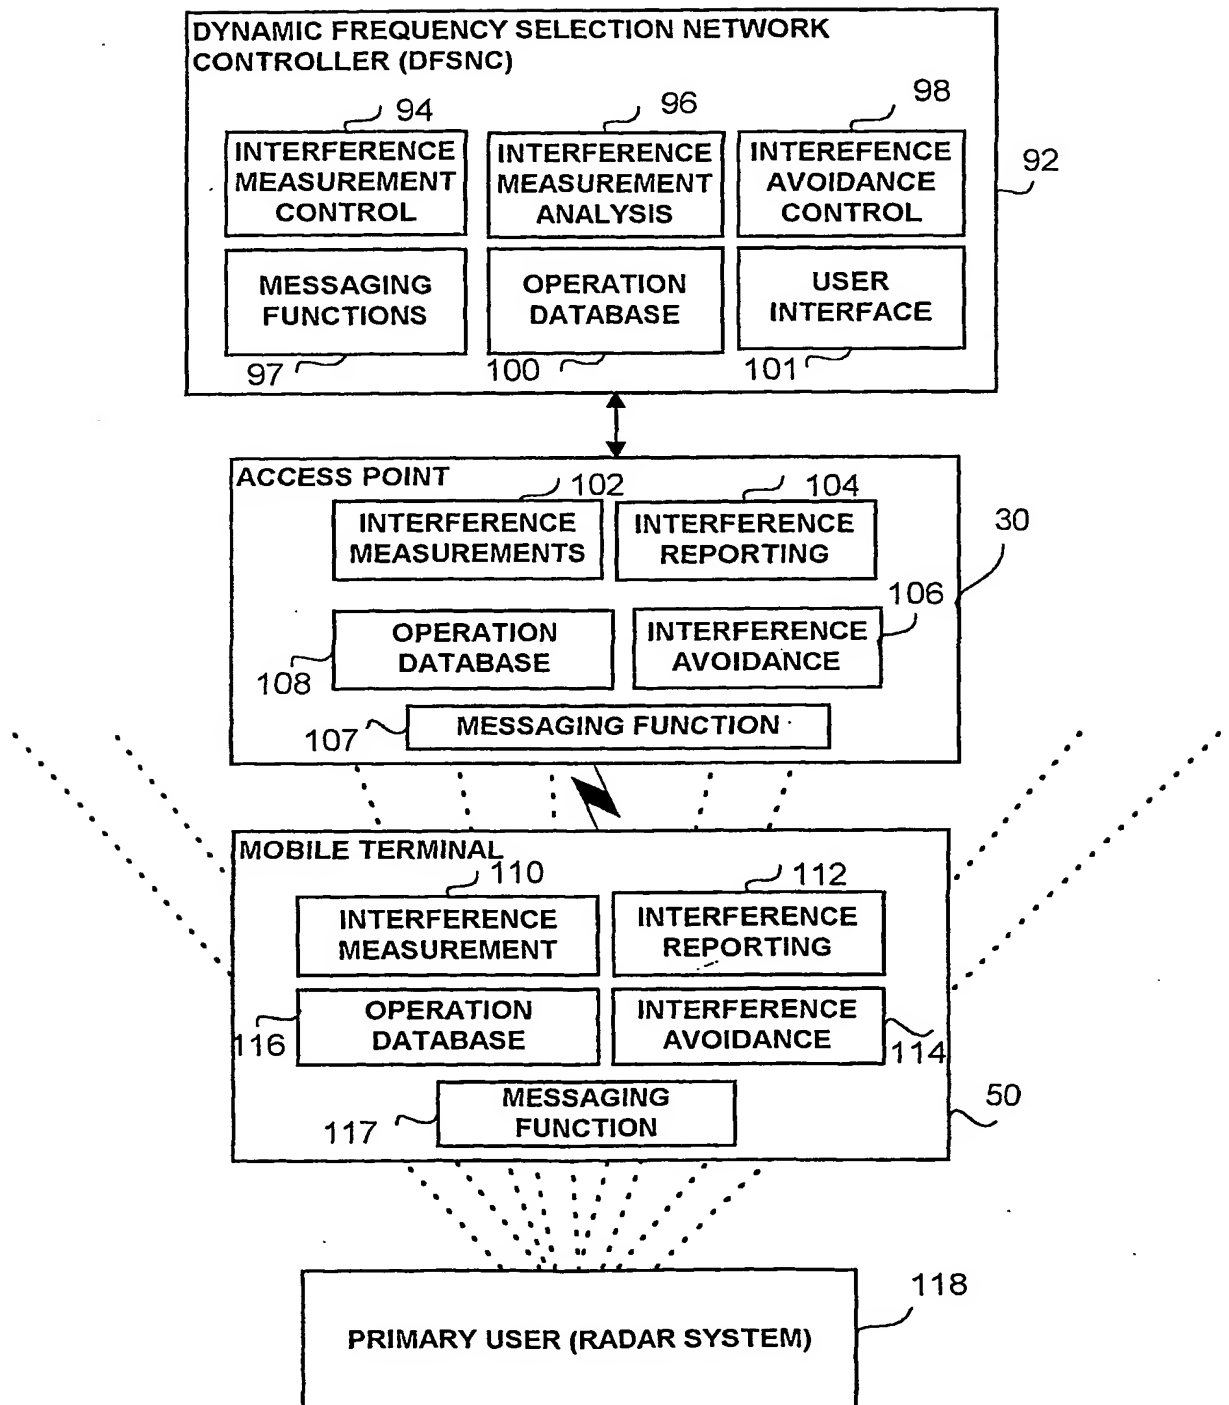 DYNAMIC FREQUENCY SELECTION NETWORK
CONTROLLER (DFSNC)
94
96
98
92
INTERFERENCE
MEASUREMENT
CONTROL
INTERFERENCE
MEASUREMENT
ANALYSIS
INTEREFENCE
AVOIDANCE
CONTROL
MESSAGING
FUNCTIONS
OPERATION
DATABASE
USER
INTERFACE
97
100
101
ACCESS POINT
102
104
30
INTERFERENCE
MEASUREMENTS
INTERFERENCE
REPORTING
106
OPERATION
DATABASE
INTERFERENCE
AVOIDANCE
108
107
MESSAGING FUNCTION
MOBILE TERMINAL
110
112
INTERFERENCE
MEASUREMENT
INTERFERENCE
REPORTING
OPERATION
DATABASE
INTERFERENCE
AVOIDANCE
116
114
50
MESSAGING
FUNCTION
117
118
PRIMARY USER (RADAR SYSTEM)